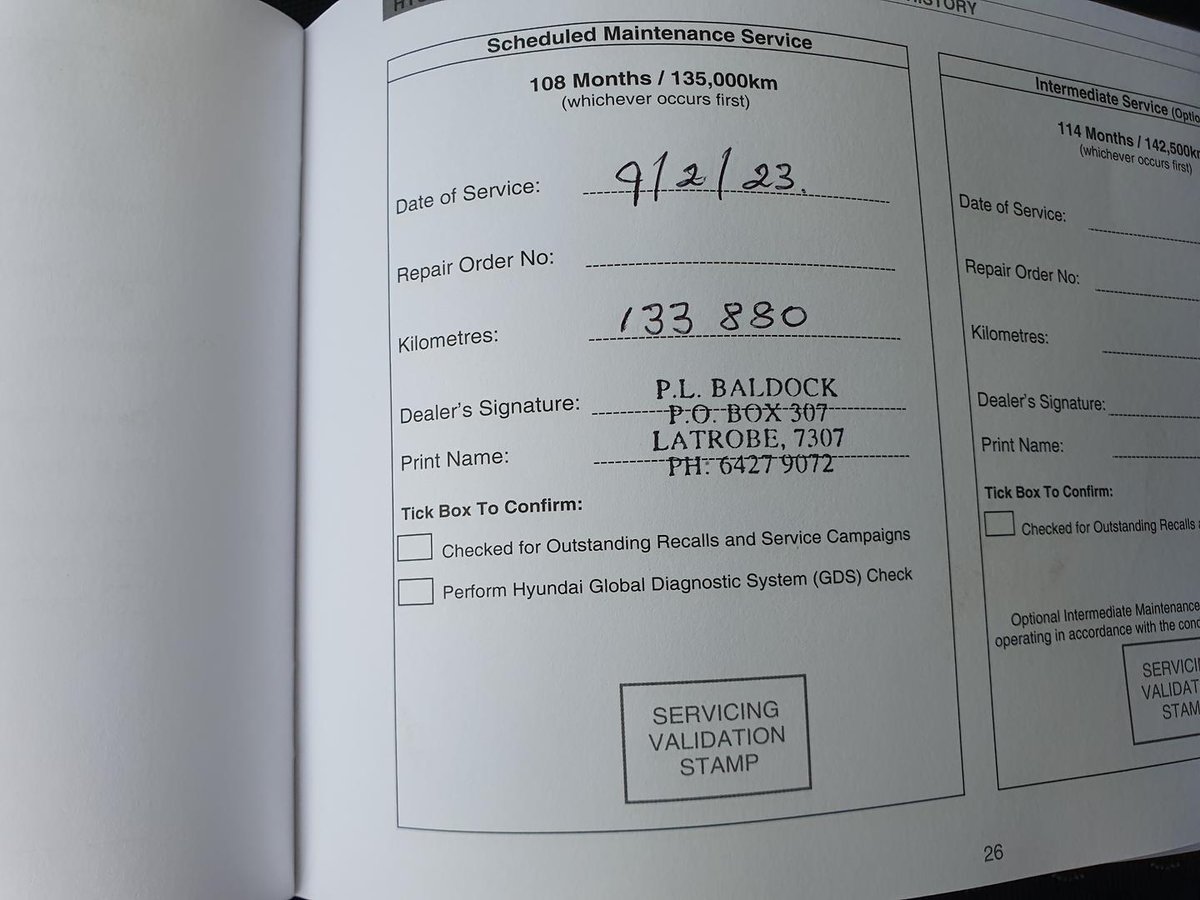 HISTORY
Scheduled Maintenance Service
108 Months / 135,000km
(whichever occurs first)
Date of Service: 9/2/23.
Repair Order No:
Kilometres: 133 880
Dealer's Signature: P.L. BALDOCK
P.O. BOX 307
LATROBE, 7307
Print Name: PH: 6427 9072
Tick Box To Confirm:
Checked for Outstanding Recalls and Service Campaigns
Perform Hyundai Global Diagnostic System (GDS) Check
SERVICING
VALIDATION
STAMP
Intermediate Service
114 Months / 142,500k
(whichever occurs first)
Date of Service:
Repair Order No:
Kilometres:
Dealer's Signature:
Print Name:
Tick Box To Confirm:
Checked for Outstanding Recalls
Optional Intermediate Maintenance
operating in accordance with the
STAM
26